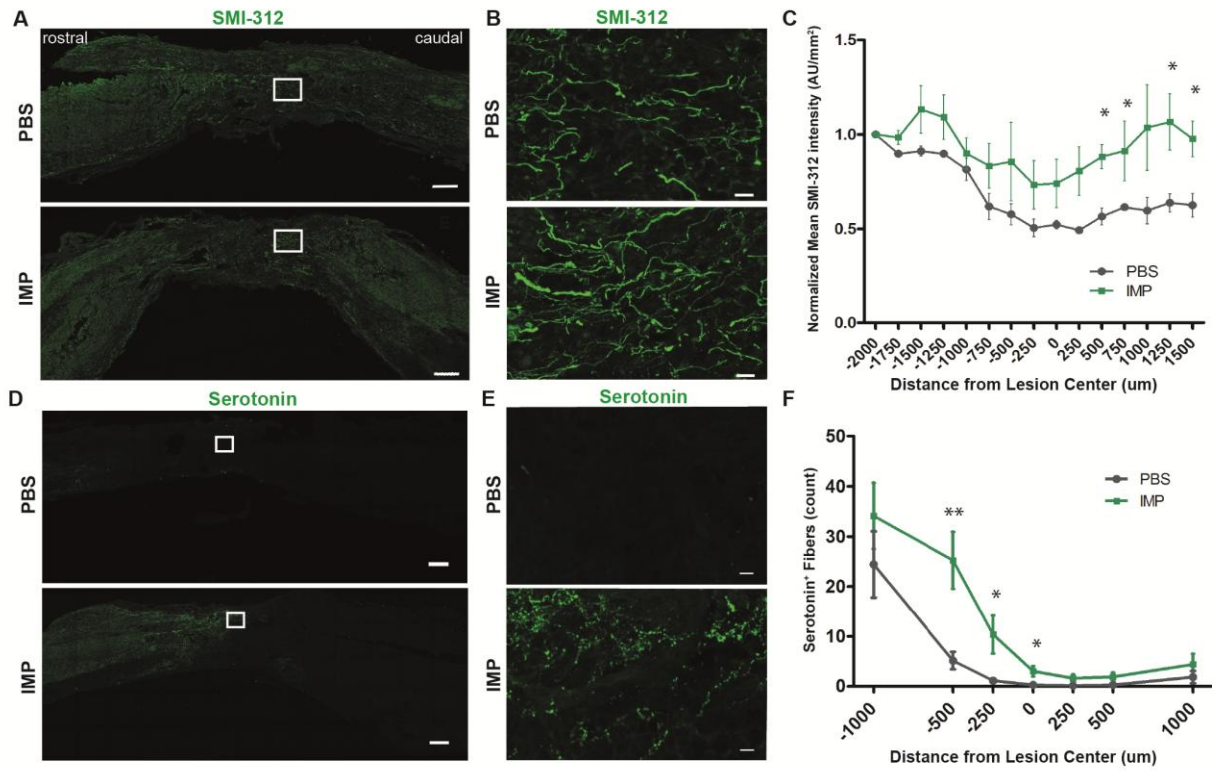 A
SMI-312
rostral
caudal
PBS
IMP
B
SMI-312
PBS
IMP
C
Normalized Mean SMI-312 intensity (AU/mm²)
1.5
1.0
0.5
0.0
*
*
*
*
PBS
IMP
-2000
-1750
-1500
-1250
-1000
-750
-500
-250
0
250
500
750
1000
1250
1500
Distance from Lesion Center (um)
D
Serotonin
PBS
IMP
E
Serotonin
PBS
IMP
F
Serotonin⁺ Fibers (count)
50
40
30
20
10
0
**
*
*
PBS
IMP
-1000
-500
-250
0
250
500
1000
Distance from Lesion Center (um)